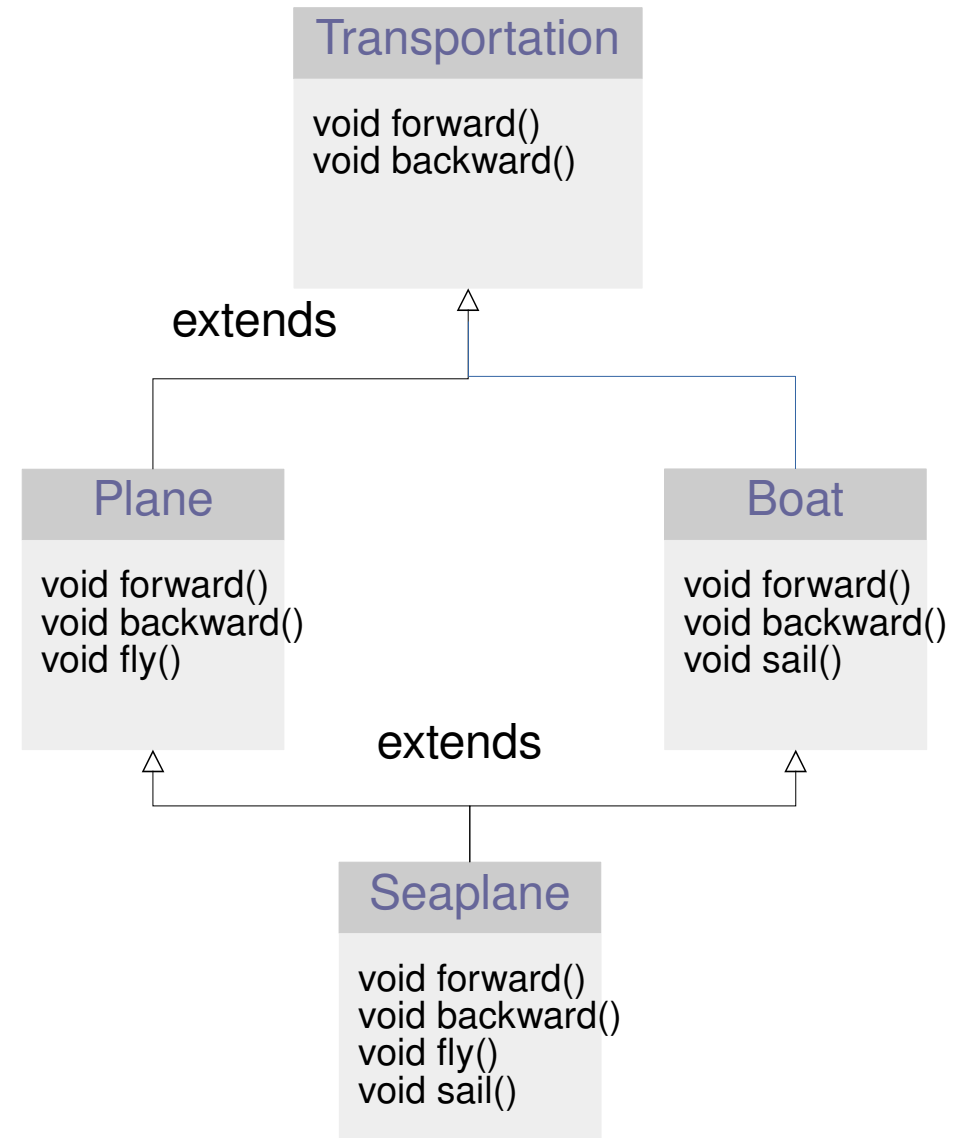 Transportation
void forward()
void backward()
extends
Plane
void forward()
void backward()
void fly()
Boat
void forward()
void backward()
void sail()
extends
Seaplane
void forward()
void backward()
void fly()
void sail()